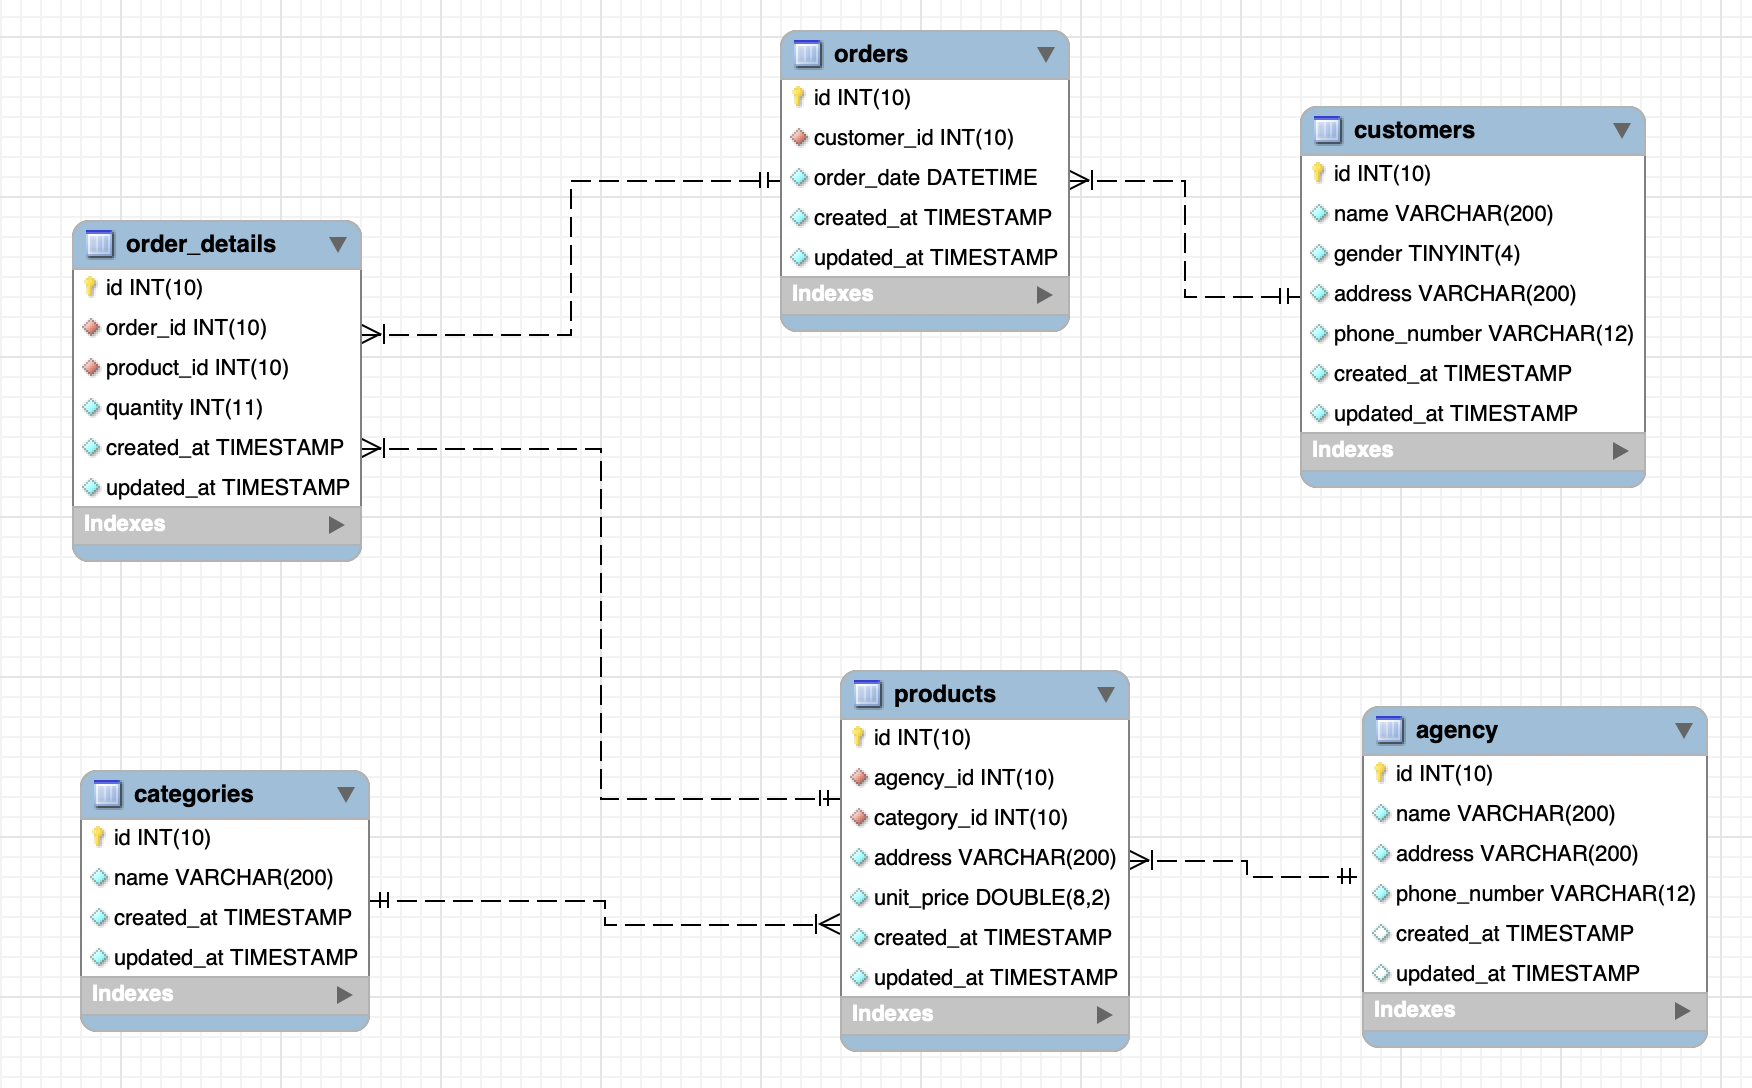 orders
id INT(10)
customer_id INT(10)
order_date DATETIME
created_at TIMESTAMP
updated_at TIMESTAMP
Indexes
customers
id INT(10)
name VARCHAR(200)
gender TINYINT(4)
address VARCHAR(200)
phone_number VARCHAR(12)
created_at TIMESTAMP
updated_at TIMESTAMP
Indexes
order_details
id INT(10)
order_id INT(10)
product_id INT(10)
quantity INT(11)
created_at TIMESTAMP
updated_at TIMESTAMP
Indexes
products
id INT(10)
agency_id INT(10)
category_id INT(10)
address VARCHAR(200)
unit_price DOUBLE(8,2)
created_at TIMESTAMP
updated_at TIMESTAMP
Indexes
agency
id INT(10)
name VARCHAR(200)
address VARCHAR(200)
phone_number VARCHAR(12)
created_at TIMESTAMP
updated_at TIMESTAMP
Indexes
categories
id INT(10)
name VARCHAR(200)
created_at TIMESTAMP
updated_at TIMESTAMP
Indexes